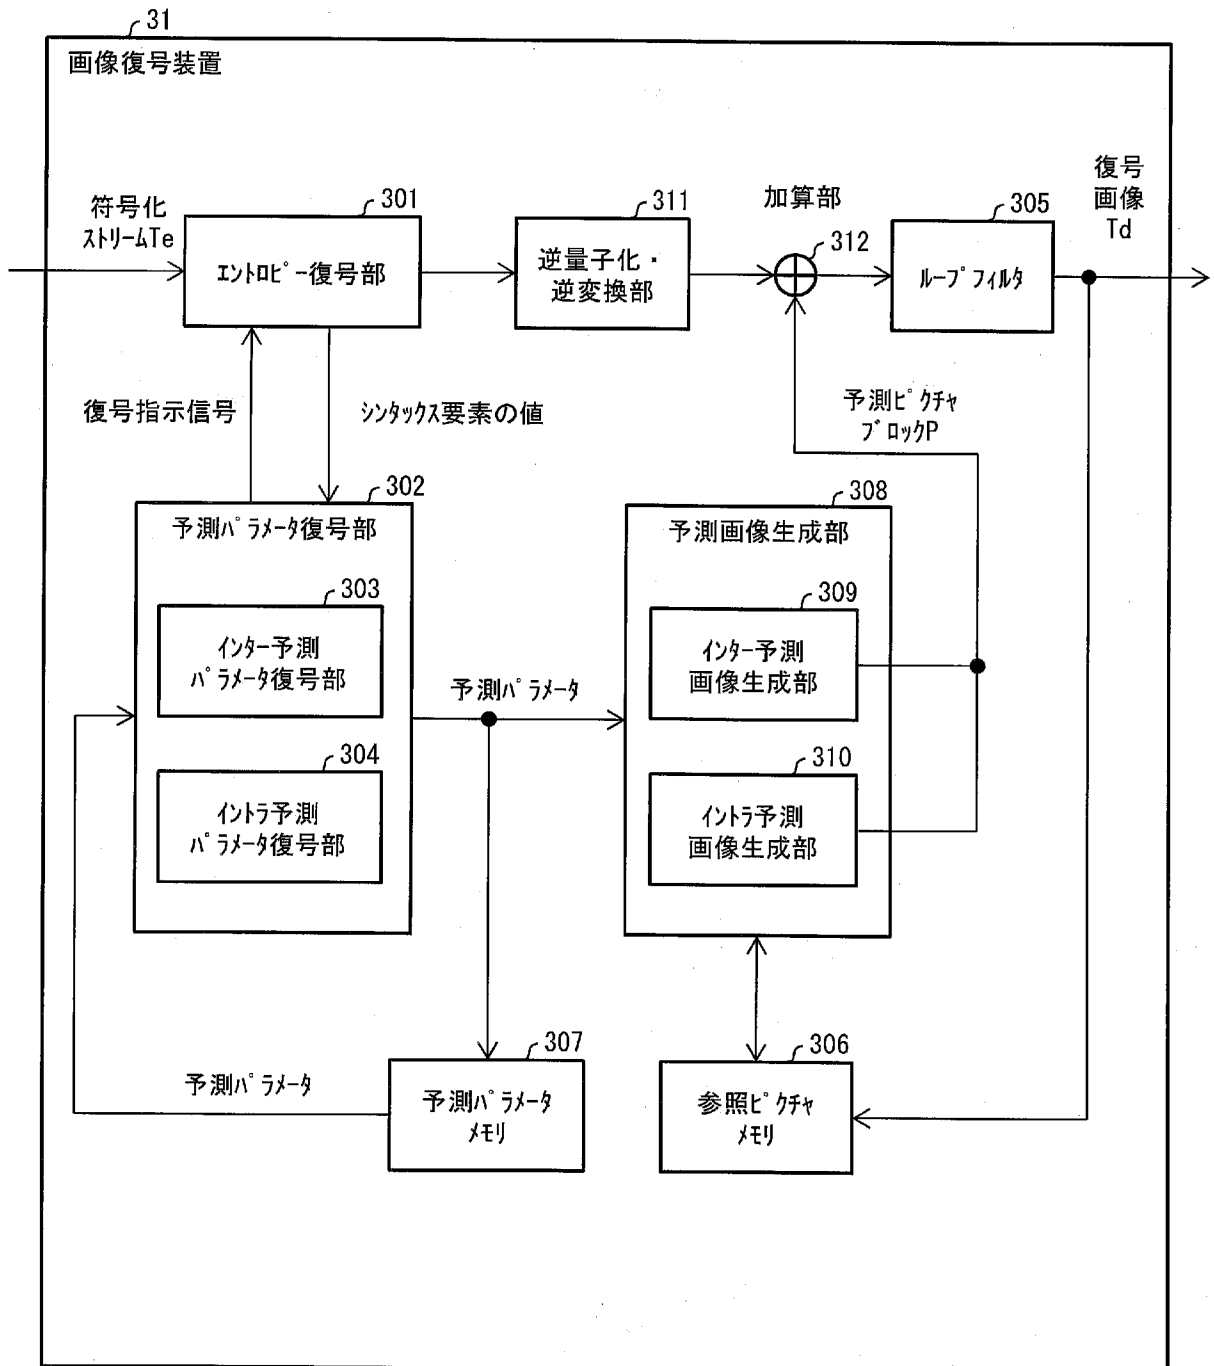 31
画像復号装置
符号化
ストリームTe
301
エントロピー復号部
311
逆量子化・
逆変換部
加算部
312
305
ループフィルタ
復号
画像
Td
復号指示信号
シンタックス要素の値
予測ピクチャ
ブロックP
302
予測パラメータ復号部
303
インター予測
パラメータ復号部
304
イントラ予測
パラメータ復号部
予測パラメータ
308
予測画像生成部
309
インター予測
画像生成部
310
イントラ予測
画像生成部
予測パラメータ
307
予測パラメータ
メモリ
306
参照ピクチャ
メモリ